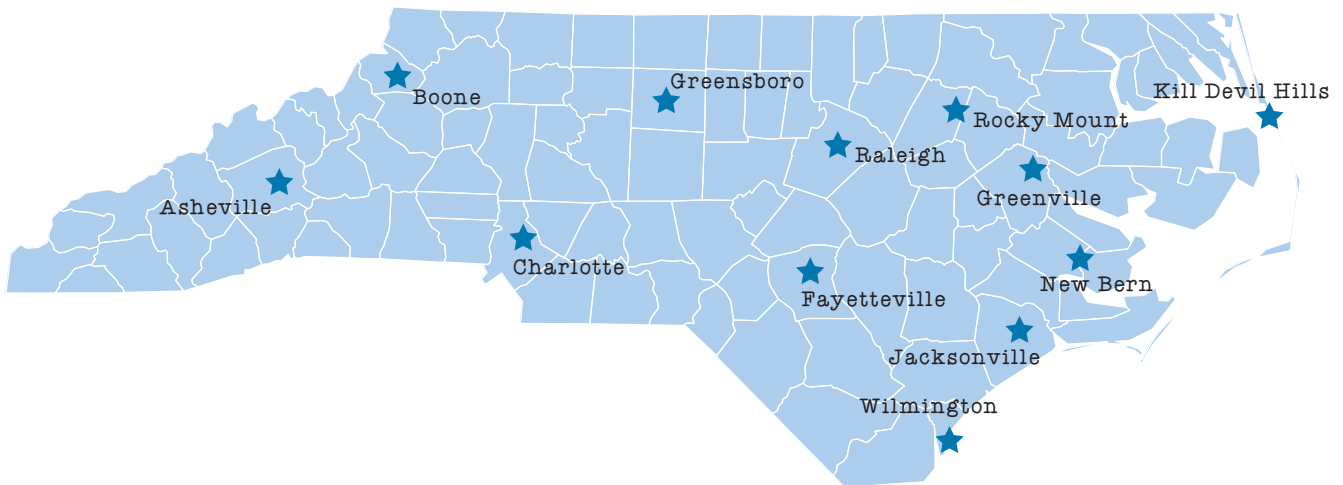 Greensboro
Kill Devil Hills
Boone
Rocky Mount
Raleigh
Greenville
Asheville
Charlotte
New Bern
Fayetteville
Jacksonville
Wilmington